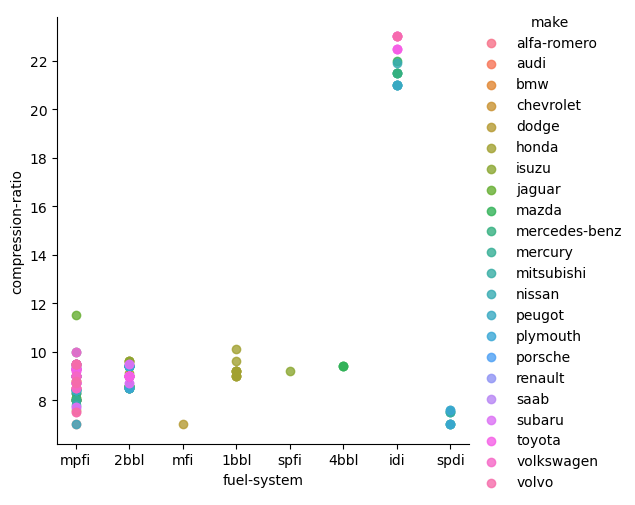 make
alfa-romero
audi
bmw
chevrolet
dodge
honda
isuzu
jaguar
mazda
mercedes-benz
mercury
mitsubishi
nissan
peugot
plymouth
porsche
renault
saab
subaru
toyota
volkswagen
volvo
compression-ratio
22
20
18
16
14
12
10
8
mpfi 2bbl mfi 1bbl spfi 4bbl idi spdi
fuel-system